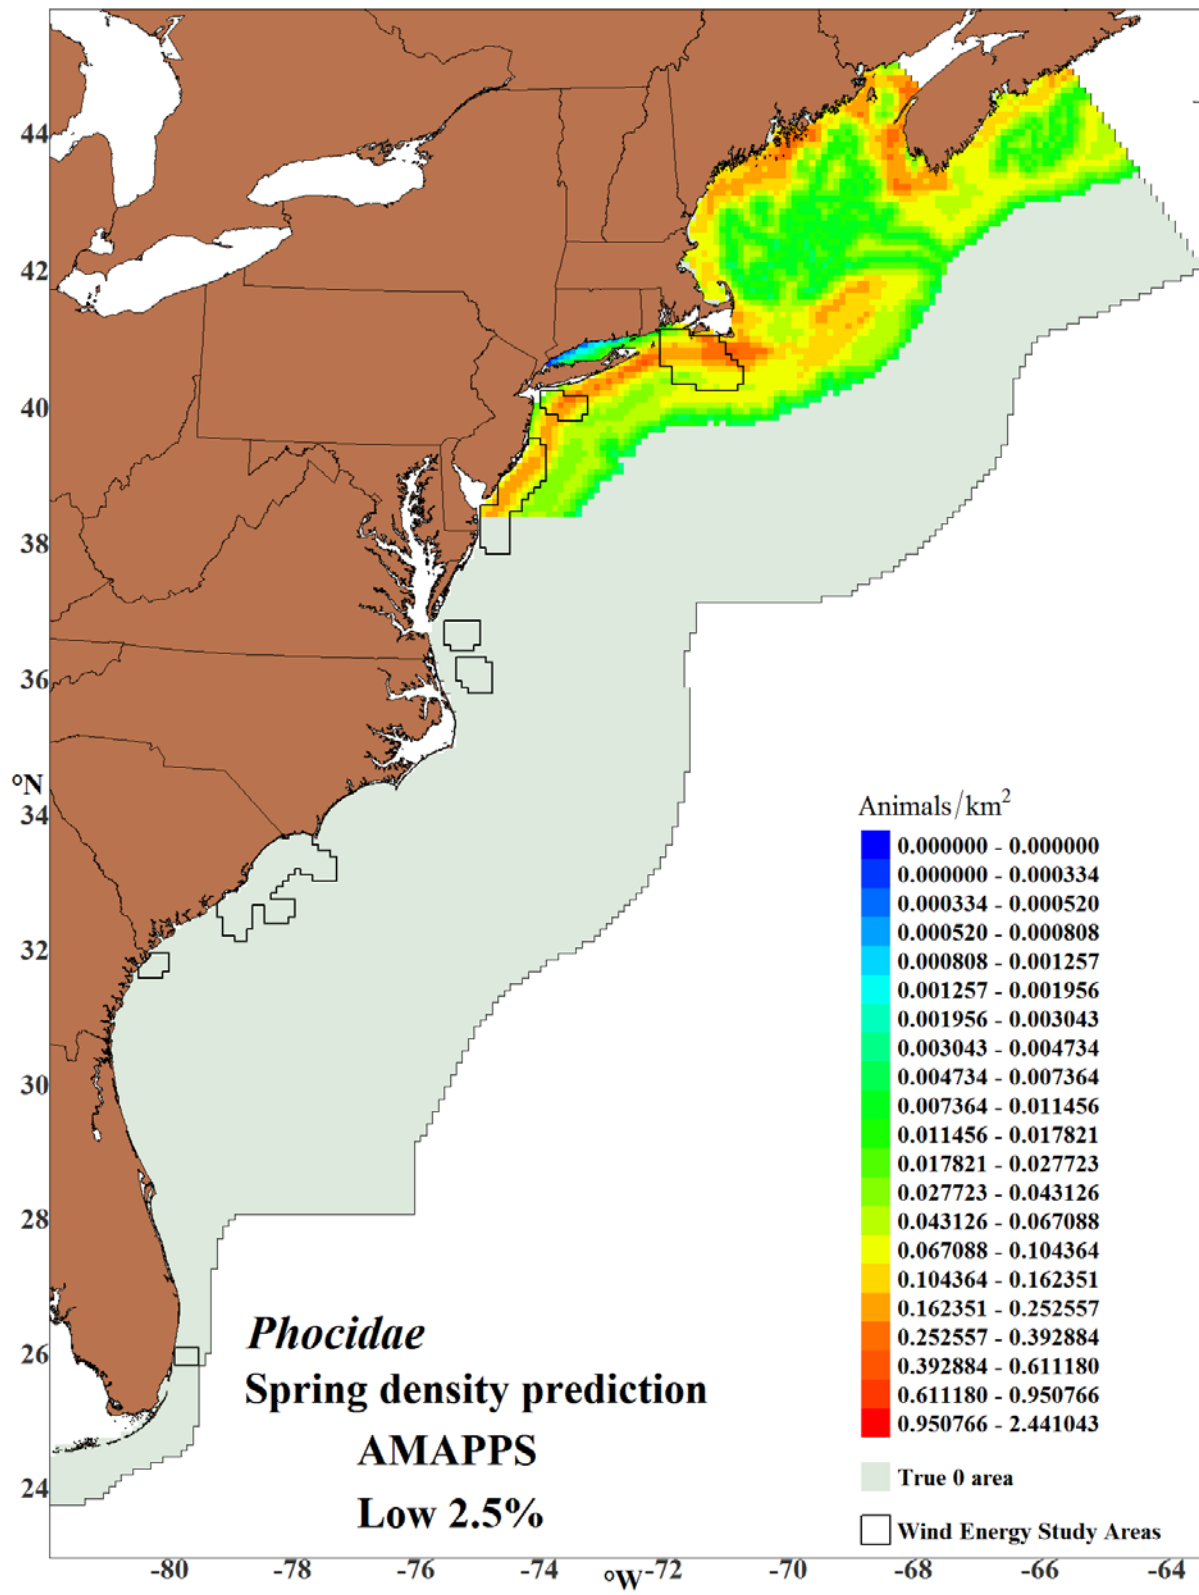 44
42
40
38
36
°N
34
32
30
28
26
24
Animals/km²
0.000000 - 0.000000
0.000000 - 0.000334
0.000334 - 0.000520
0.000520 - 0.000808
0.000808 - 0.001257
0.001257 - 0.001956
0.001956 - 0.003043
0.003043 - 0.004734
0.004734 - 0.007364
0.007364 - 0.011456
0.011456 - 0.017821
0.017821 - 0.027723
0.027723 - 0.043126
0.043126 - 0.067088
0.067088 - 0.104364
0.104364 - 0.162351
0.162351 - 0.252557
0.252557 - 0.392884
0.392884 - 0.611180
0.611180 - 0.950766
0.950766 - 2.441043
True 0 area
Wind Energy Study Areas
Phocidae
Spring density prediction
AMAPPS
Low 2.5%
-80 -78 -76 -74 °W -72 -70 -68 -66 -64